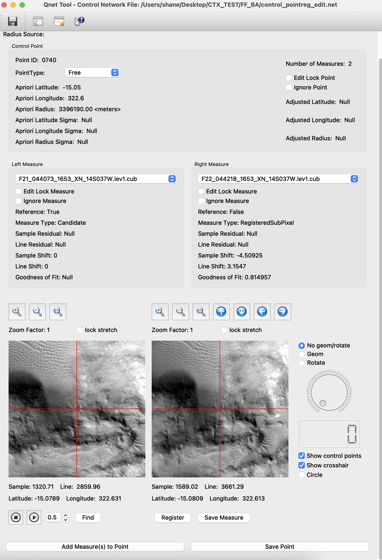 Qnet Tool - Control Network File: /Users/shane/Desktop/CTX_TEST/FF_BA/control_pointreg_edit.net
Radius Source:
Control Point
Point ID: 0740
PointType: Free
Apriori Latitude: -15.05
Apriori Longitude: 322.6
Apriori Radius: 3396190.00 <meters>
Apriori Latitude Sigma: Null
Apriori Longitude Sigma: Null
Apriori Radius Sigma: Null
Number of Measures: 2
Edit Lock Point
Ignore Point
Adjusted Latitude: Null
Adjusted Longitude: Null
Adjusted Radius: Null
Left Measure
F21_044073_1653_XN_14S037W.lev1.cub
Edit Lock Measure
Ignore Measure
Reference: True
Measure Type: Candidate
Sample Residual: Null
Line Residual: Null
Sample Shift: 0
Line Shift: 0
Goodness of Fit: Null
Right Measure
F22_044218_1653_XN_14S037W.lev1.cub
Edit Lock Measure
Ignore Measure
Reference: False
Measure Type: RegisteredSubPixel
Sample Residual: Null
Line Residual: Null
Sample Shift: -4.50925
Line Shift: 3.1547
Goodness of Fit: 0.814957
Zoom Factor: 1 lock stretch
Zoom Factor: 1 lock stretch
No geom/rotate
Geom
Rotate
0
Show control points
Show crosshair
Circle
Sample: 1320.71 Line: 2859.96
Latitude: -15.0789 Longitude: 322.631
Sample: 1589.02 Line: 3661.29
Latitude: -15.0809 Longitude: 322.613
0.5 Find
Register Save Measure
Add Measure(s) to Point Save Point